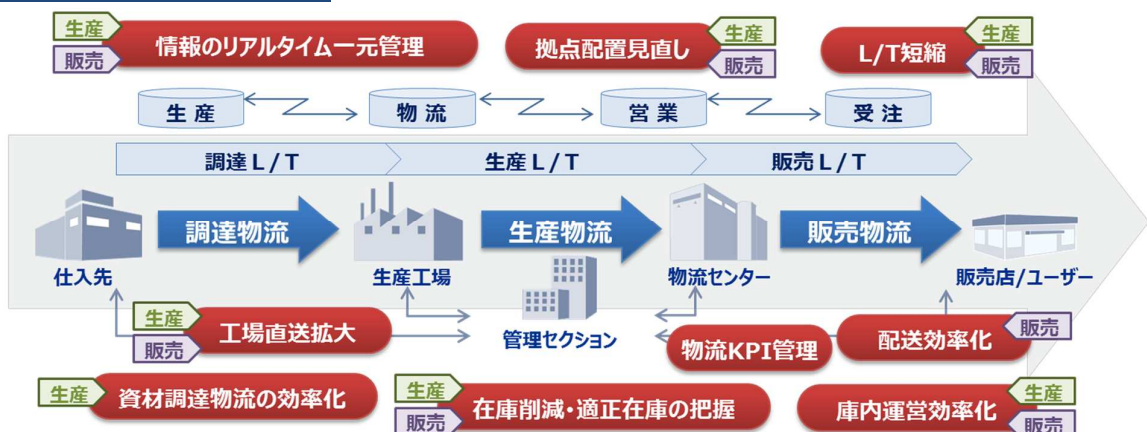 生産
販売
情報のリアルタイム一元管理
拠点配置見直し
生産
販売
L/T短縮
生産
販売
生産
物流
営業
受注
調達L/T
生産L/T
販売L/T
調達物流
生産物流
販売物流
仕入先
生産工場
物流センター
販売店/ユーザー
管理セクション
生産
販売
工場直送拡大
物流KPI管理
配送効率化
販売
生産
資材調達物流の効率化
生産
販売
在庫削減・適正在庫の把握
庫内運営効率化
生産
販売